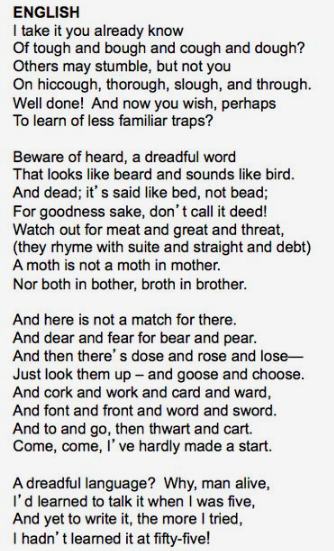 ENGLISH
I take it you already know
Of tough and bough and cough and dough?
Others may stumble, but not you
On hiccough, thorough, slough, and through.
Well done! And now you wish, perhaps
To learn of less familiar traps?

Beware of heard, a dreadful word
That looks like beard and sounds like bird.
And dead; it's said like bed, not bead;
For goodness sake, don't call it deed!
Watch out for meat and great and threat,
(they rhyme with suite and straight and debt)
A moth is not a moth in mother.
Nor both in bother, broth in brother.

And here is not a match for there.
And dear and fear for bear and pear.
And then there's dose and rose and lose—
Just look them up – and goose and choose.
And cork and work and card and ward,
And font and front and word and sword.
And to and go, then thwart and cart.
Come, come, I've hardly made a start.

A dreadful language? Why, man alive,
I'd learned to talk it when I was five,
And yet to write it, the more I tried,
I hadn't learned it at fifty-five!